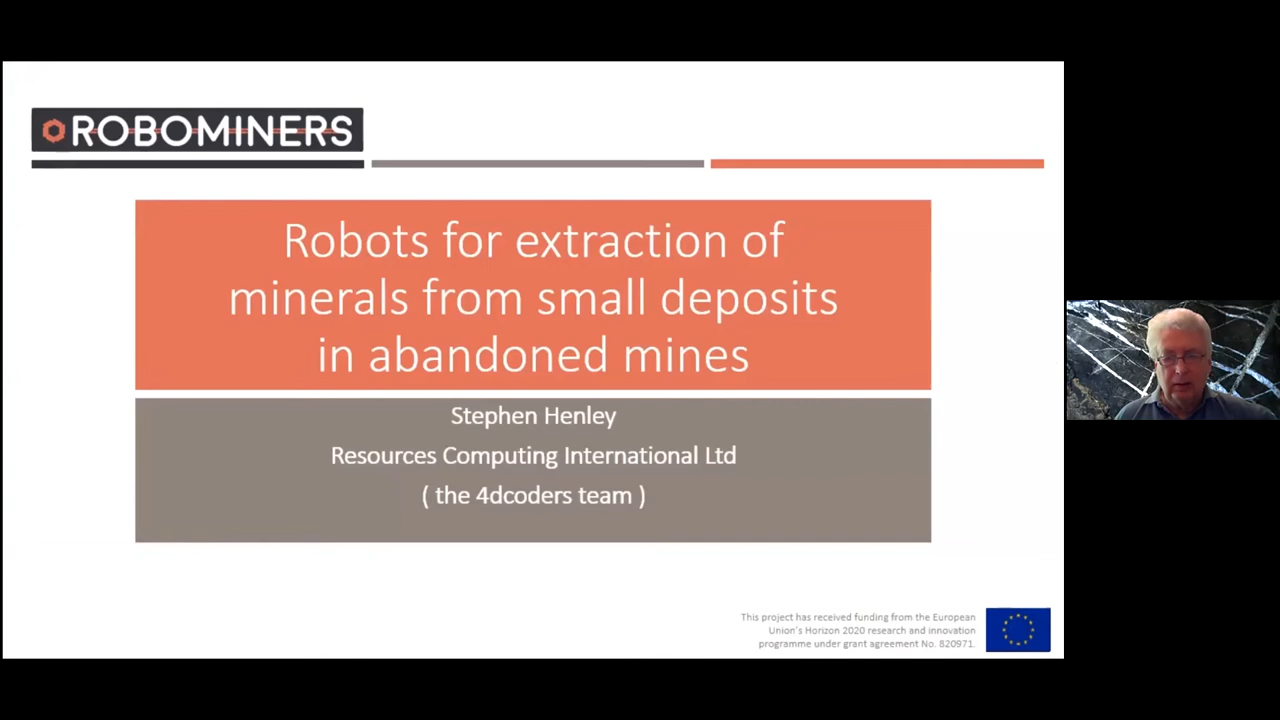 ROBOMINERS
Robots for extraction of
minerals from small deposits
in abandoned mines
Stephen Henley
Resources Computing International Ltd
( the 4dcoders team )
This project has received funding from the European
Union's Horizon 2020 research and innovation
programme under grant agreement No. 820971.